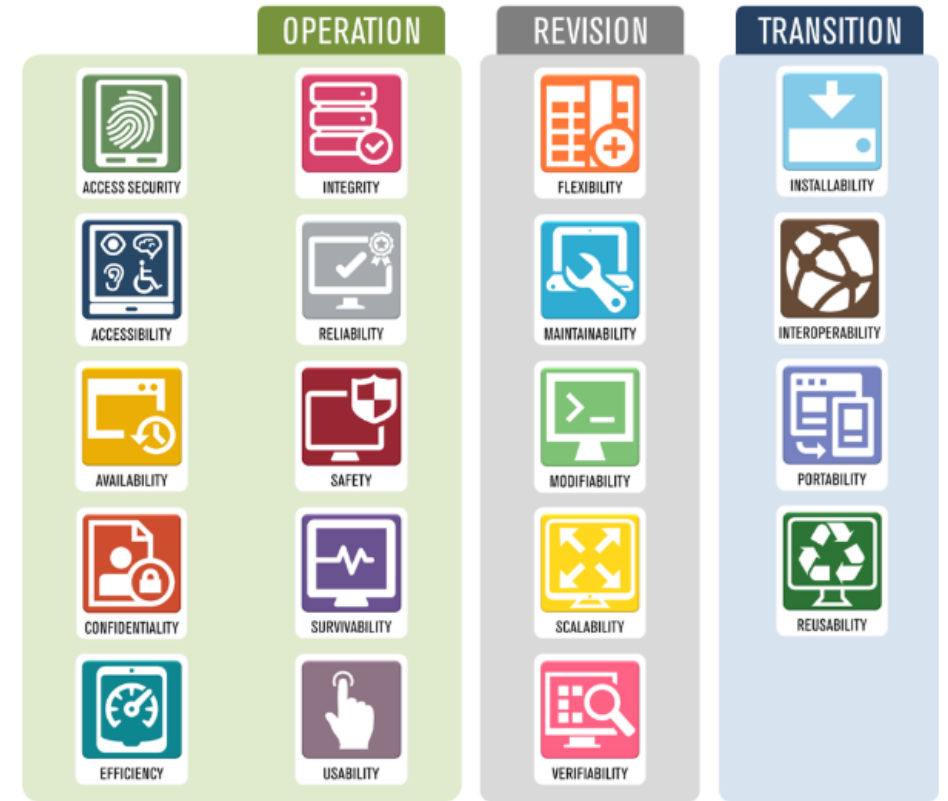 OPERATION
REVISION
TRANSITION
ACCESS SECURITY
INTEGRITY
FLEXIBILITY
INSTALLABILITY
ACCESSIBILITY
RELIABILITY
MAINTAINABILITY
INTEROPERABILITY
AVAILABILITY
SAFETY
MODIFIABILITY
PORTABILITY
CONFIDENTIALITY
SURVIVABILITY
SCALABILITY
REUSABILITY
EFFICIENCY
USABILITY
VERIFIABILITY